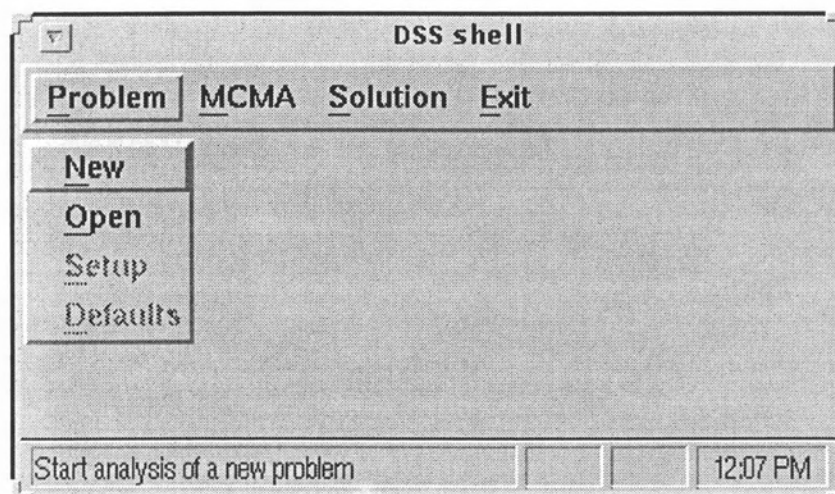 DSS shell
Problem MCMA Solution Exit
New
Open
Setup
Defaults
Start analysis of a new problem 12:07 PM